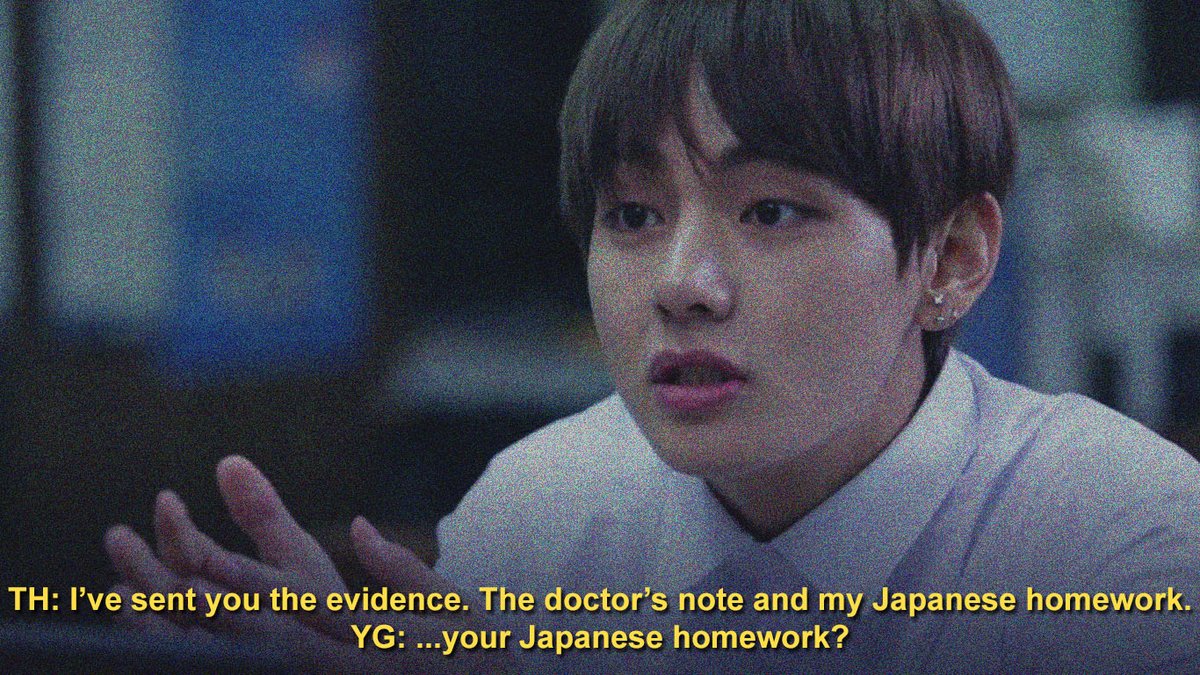 TH: I’ve sent you the evidence. The doctor’s note and my Japanese homework.
YG: ...your Japanese homework?